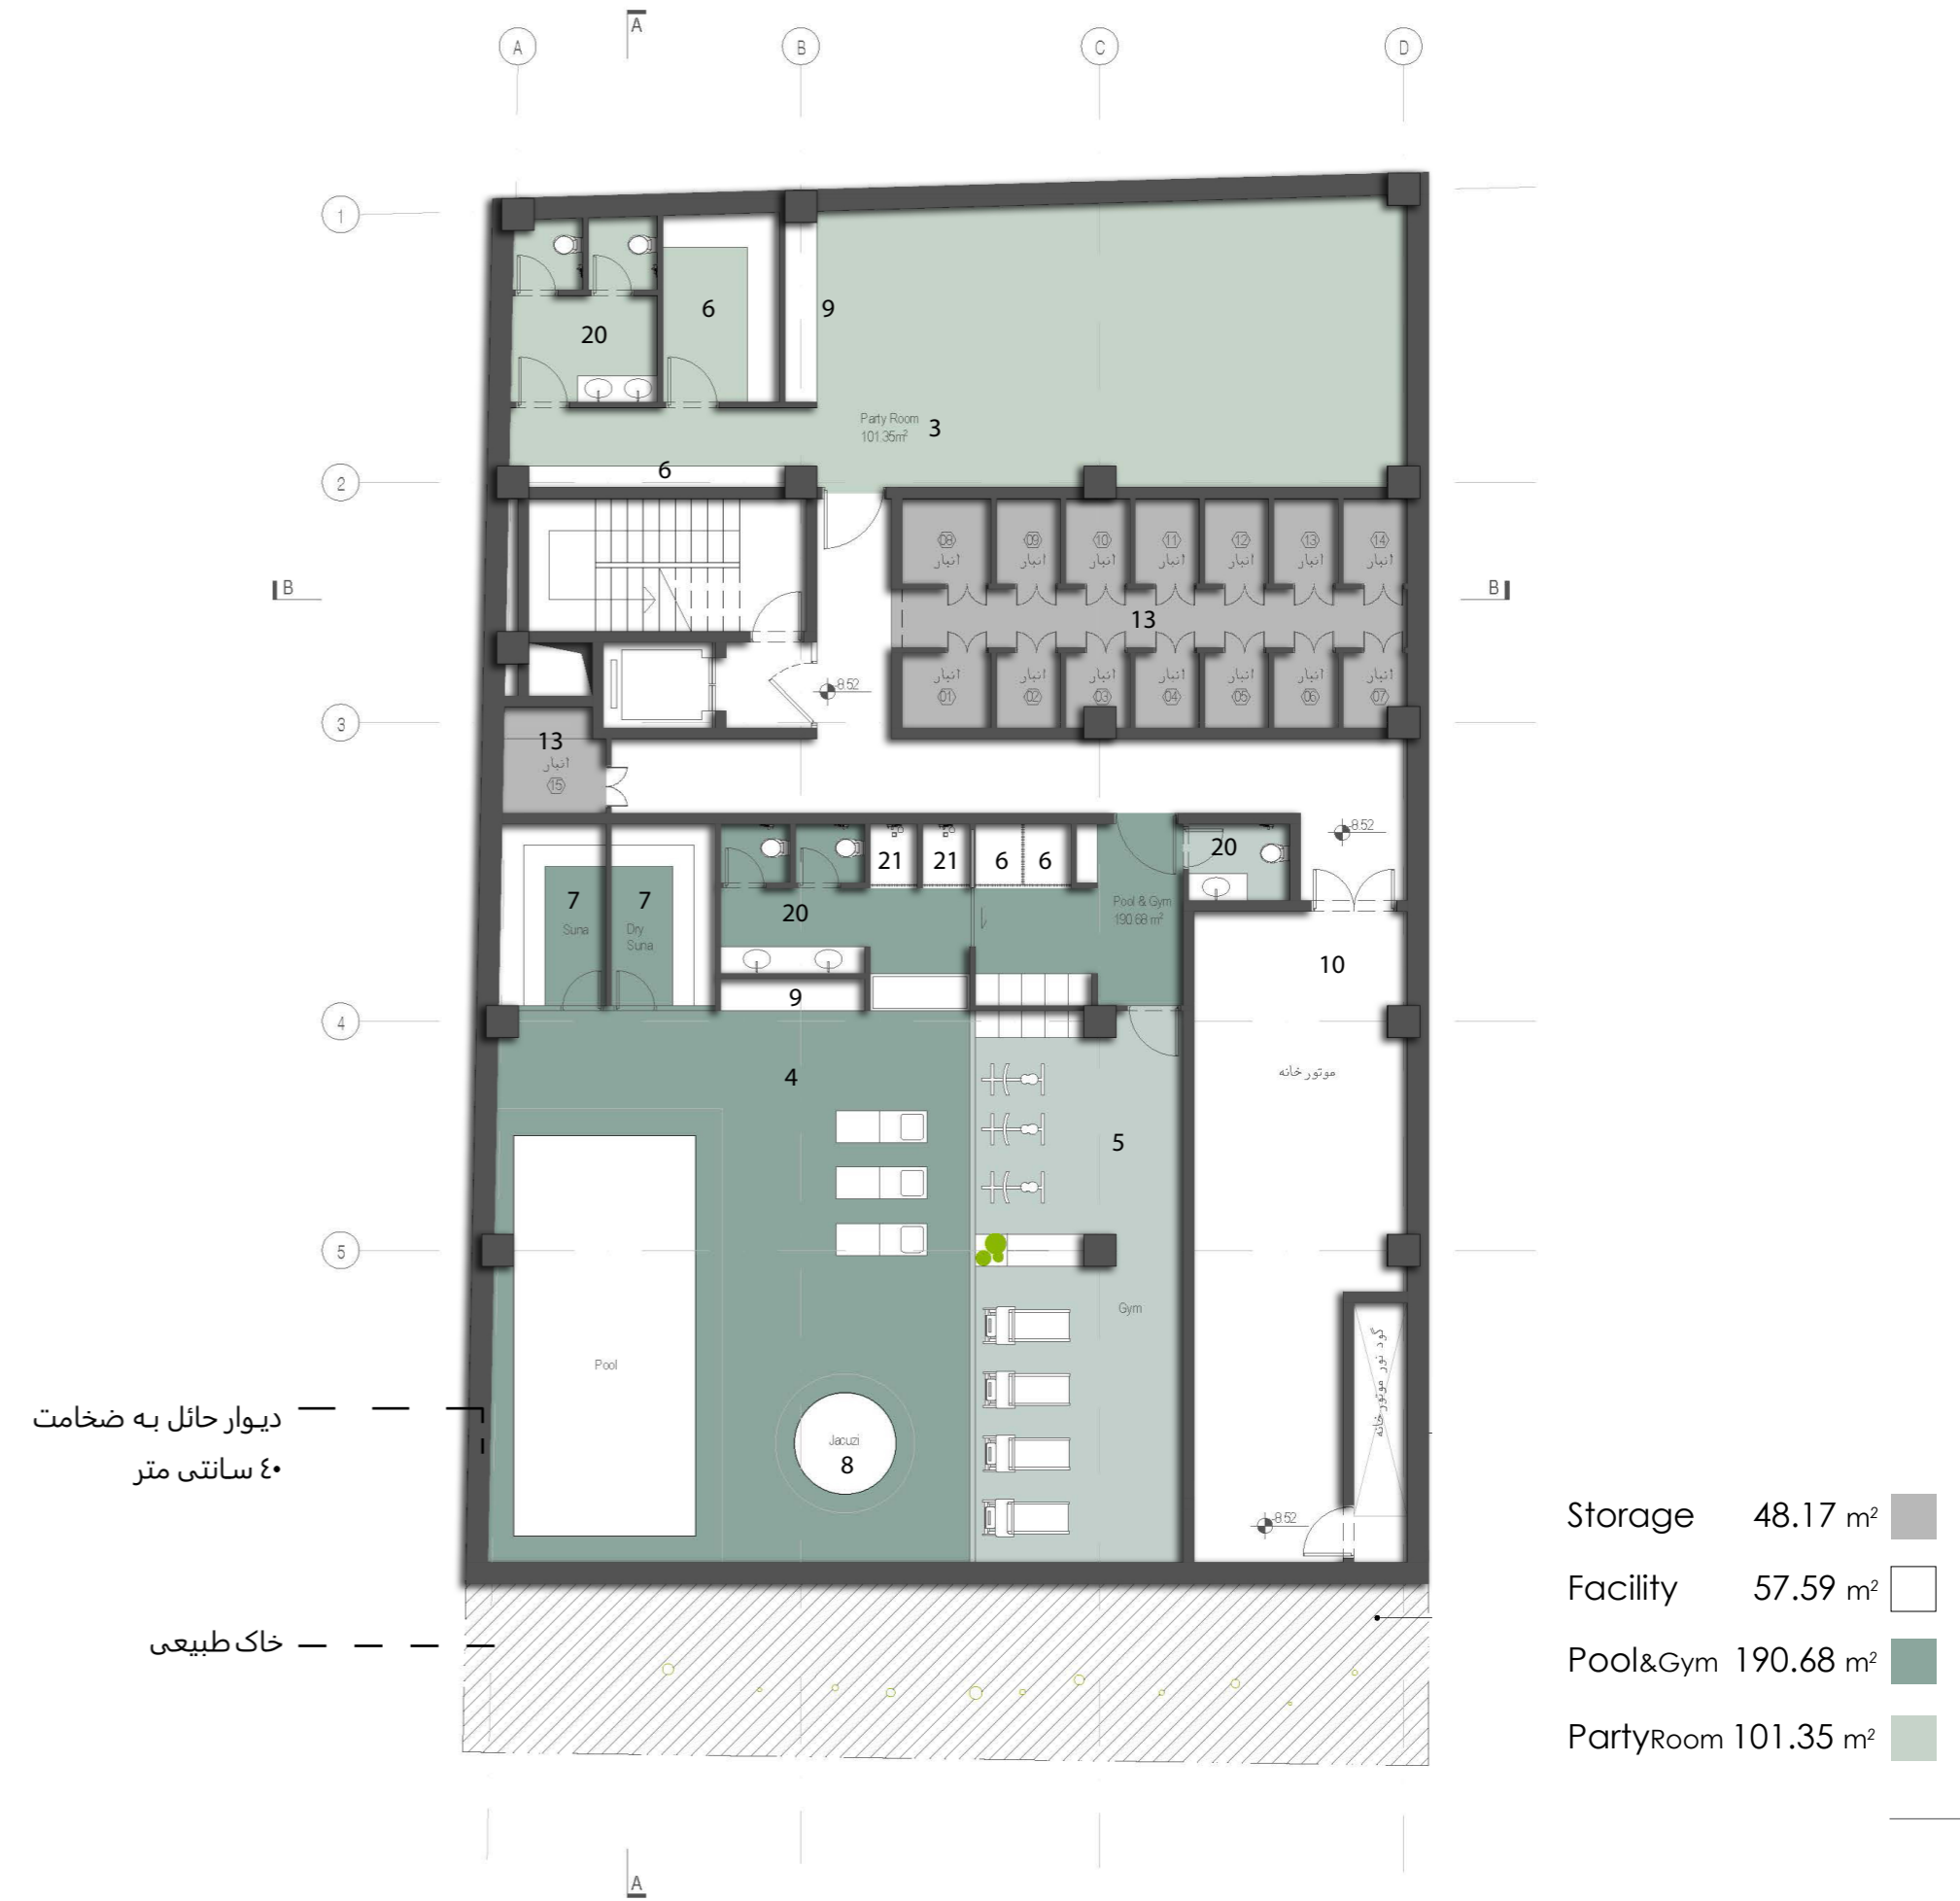 A
A B C D
1
6
9
20
Party Room
101.35m²
3
6
2
08 09 10 11 12 13 14
انبار انبار انبار انبار انبار انبار انبار
B
B
13
انبار انبار انبار انبار انبار انبار انبار
01 02 03 04 05 06 07
-8.52
3
13
انبار
15
-8.52
20
21 21 6 6
7 7
Suna
Dry
Suna
20
Pool & Gym
190.68 m²
10
9
4
موتور خانه
4
5
5
Gym
Pool
گود نور موتور خانه
دیوار حائل به ضخامت
٤٠ سانتی متر
Jacuzi
8
-8.52
Storage 48.17 m²
Facility 57.59 m²
Pool&Gym 190.68 m²
PartyRoom 101.35 m²
خاک طبیعی
A